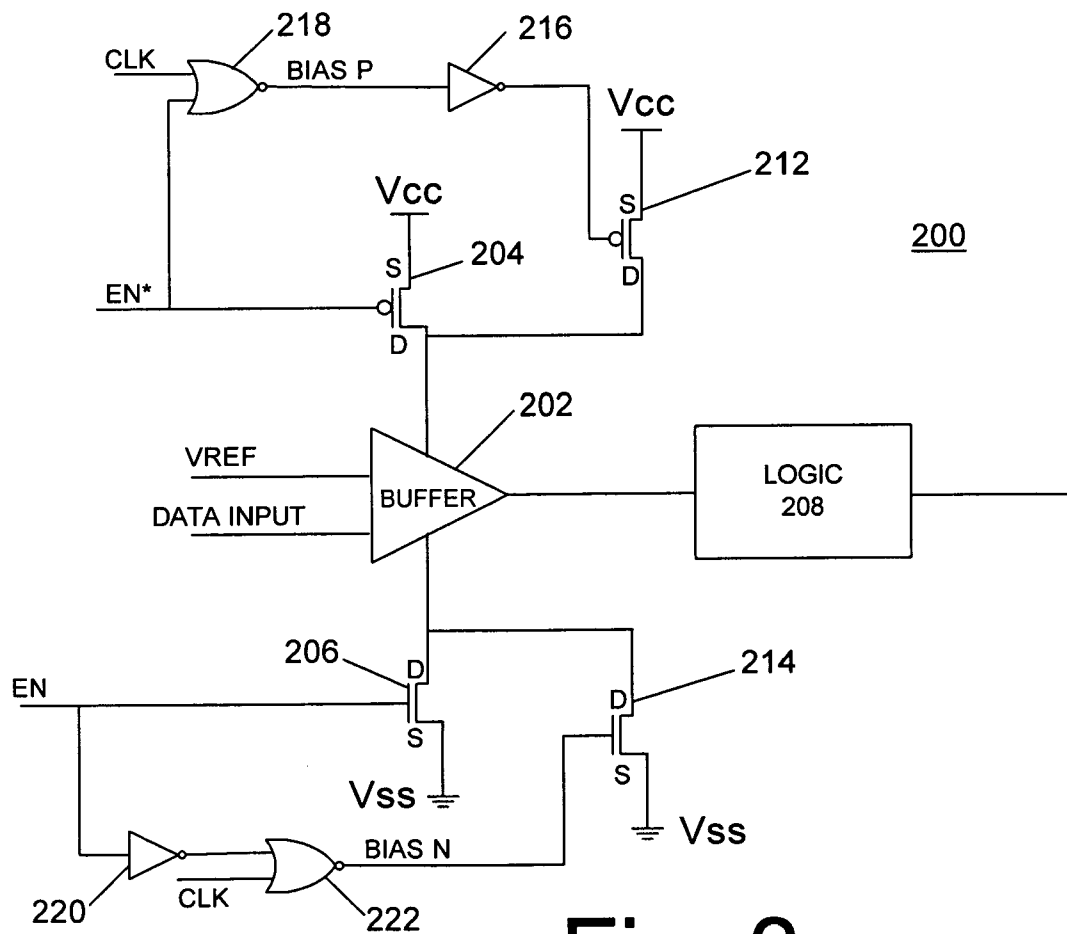 218
216
CLK
BIAS P
Vcc
212
Vcc
S
200
S
204
EN*
D
D
202
VREF
BUFFER
DATA INPUT
LOGIC
208
206
D
214
EN
D
S
S
Vss
Vss
BIAS N
CLK
220
222